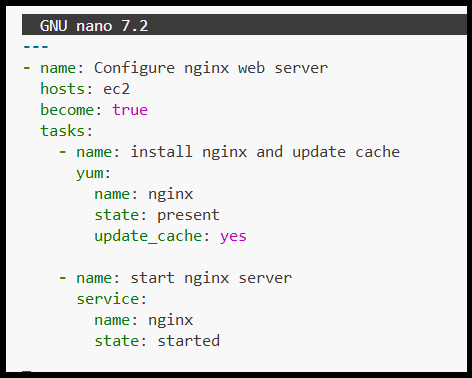 GNU nano 7.2
---
- name: Configure nginx web server
  hosts: ec2
  become: true
  tasks:
    - name: install nginx and update cache
      yum:
        name: nginx
        state: present
        update_cache: yes

    - name: start nginx server
      service:
        name: nginx
        state: started